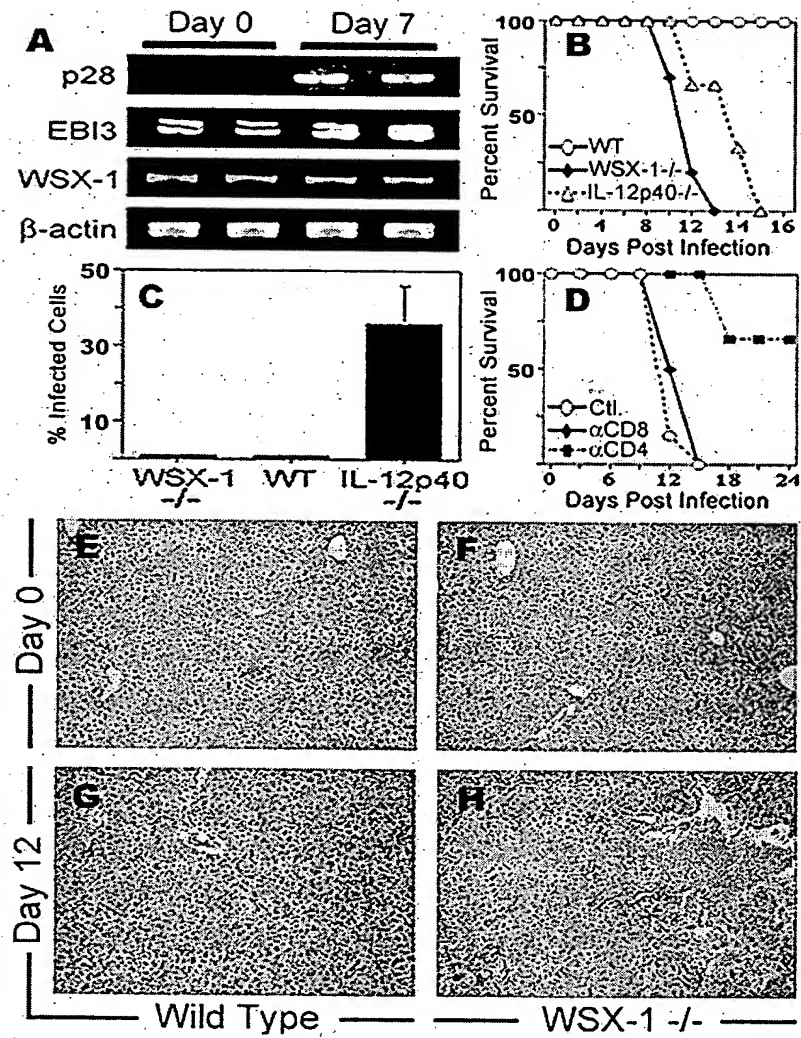 A
Day 0
Day 7
p28
EBI3
WSX-1
β-actin
B
Percent Survival
100
50
WT
WSX-1-/-
IL-12p40-/-
0 4 8 12 14 16
Days Post Infection
C
% Infected Cells
50
30
10
WSX-1 -/-
WT
IL-12p40 -/-
D
Percent Survival
100
50
Ctl.
αCD8
αCD4
0 6 12 18 24
Days Post Infection
Day 0
E
F
Day 12
G
H
Wild Type
WSX-1 -/-